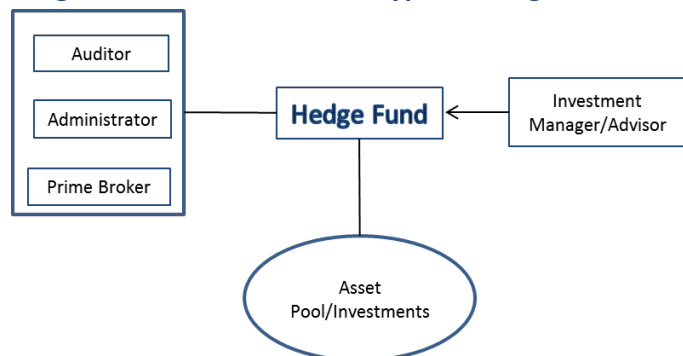 Auditor
Administrator
Prime Broker
Hedge Fund
Investment
Manager/Advisor
Asset
Pool/Investments